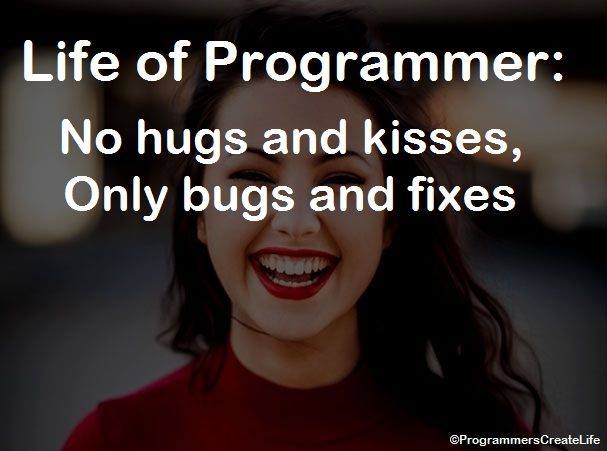 Life of Programmer:
No hugs and kisses,
Only bugs and fixes
©ProgrammersCreateLife